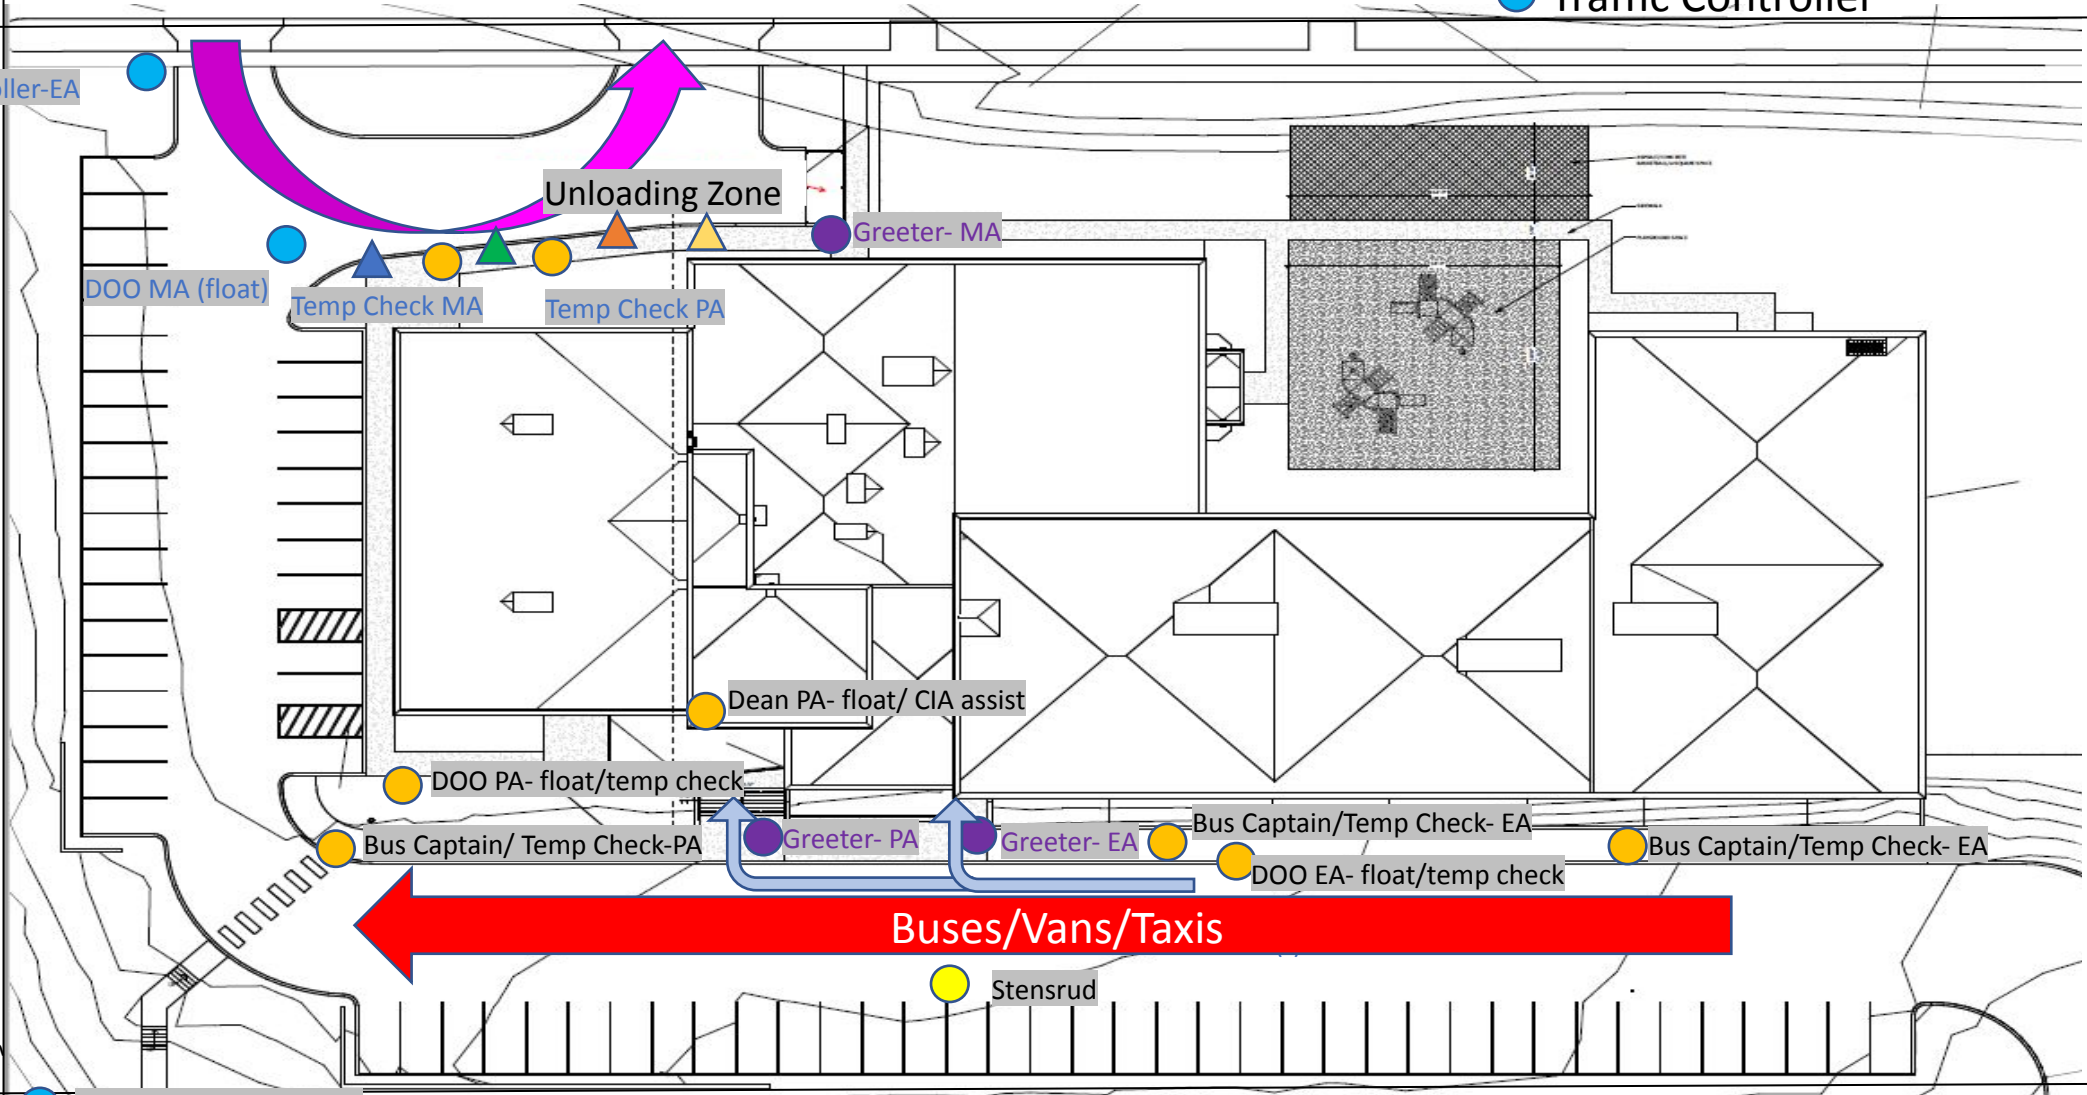 Traffic Controller
ller-EA
Unloading Zone
Greeter- MA
DOO MA (float)
Temp Check MA
Temp Check PA
Dean PA- float/ CIA assist
DOO PA- float/temp check
Bus Captain/ Temp Check-PA
Greeter- PA
Greeter- EA
Bus Captain/Temp Check- EA
Bus Captain/Temp Check- EA
DOO EA- float/temp check
Buses/Vans/Taxis
Stensrud